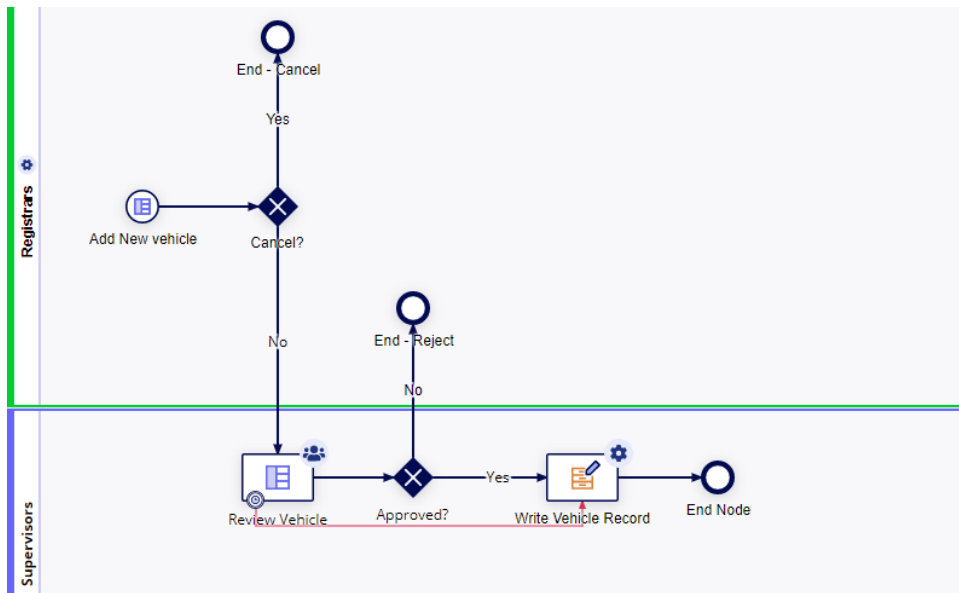 End - Cancel
Yes
Registrars
Add New vehicle
Cancel?
No
End - Reject
No
Yes
Review Vehicle
Approved?
Write Vehicle Record
End Node
Supervisors